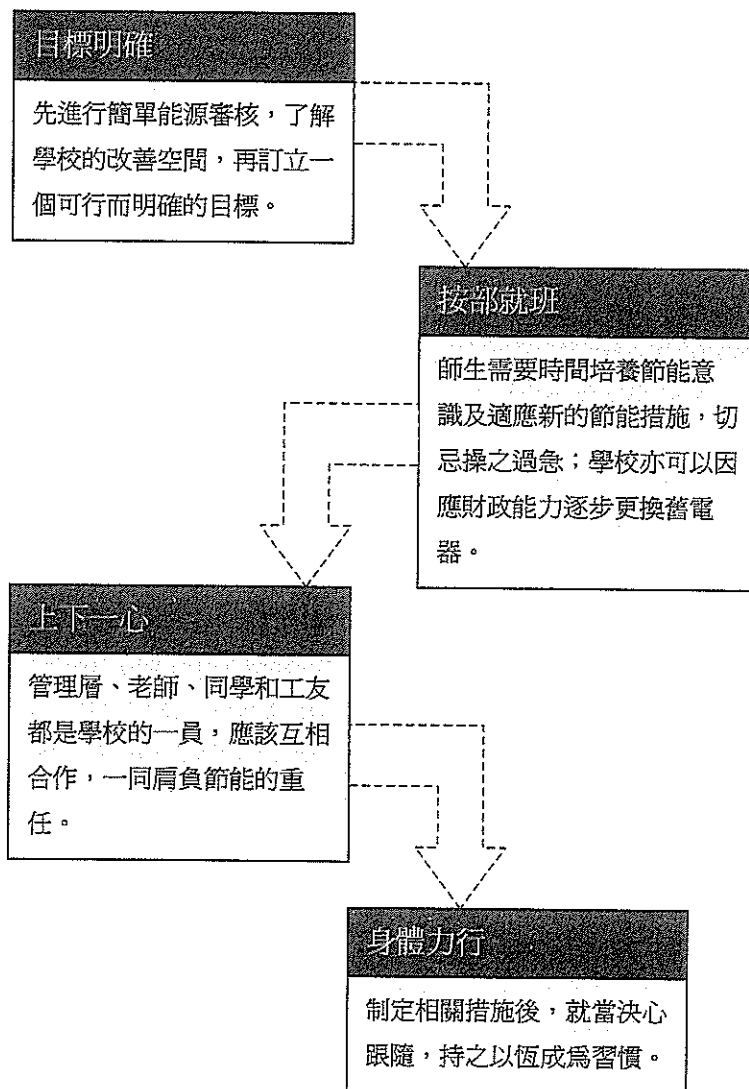 目標明確
先進行簡單能源審核，了解
學校的改善空間，再訂立一
個可行而明確的目標。
按部就班
師生需要時間培養節能意
識及適應新的節能措施，切
忌操之過急；學校亦可以因
應財政能力逐步更換舊電
器。
上下一心
管理層、老師、同學和工友
都是學校的一員，應該互相
合作，一同肩負節能的重
任。
身體力行
制定相關措施後，就當決心
跟隨，持之以恆成為習慣。